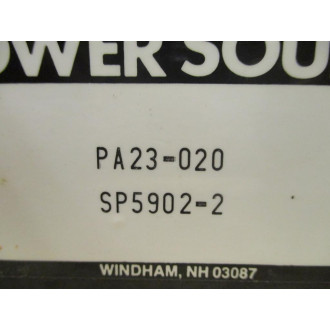 OWER SOU
PA23-020
SP5902-2
WINDHAM, NH 03087